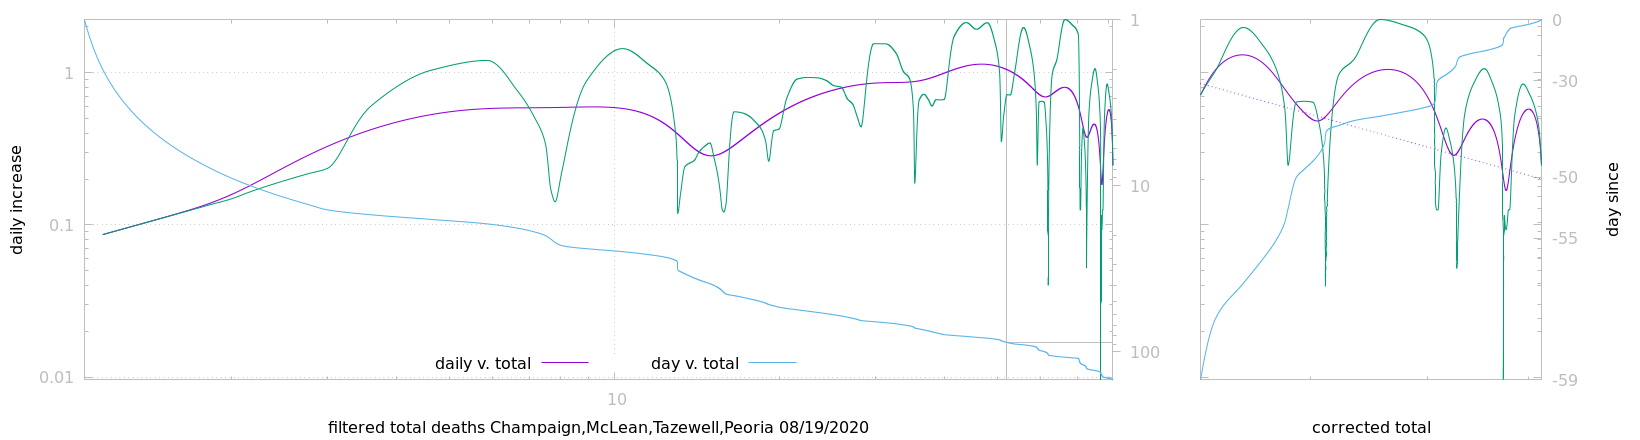 daily increase
1
0.1
0.01
10
1
10
100
daily v. total
day v. total
filtered total deaths Champaign,McLean,Tazewell,Peoria 08/19/2020
0
-30
-50
-55
-59
day since
corrected total